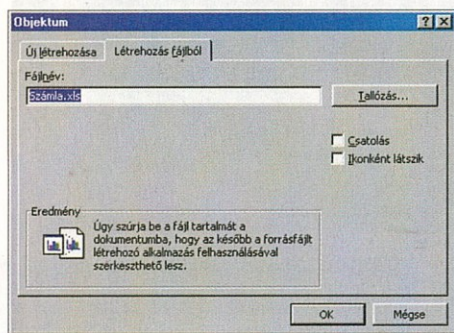 Objektum
Új létrehozása
Létrehozás fájlból
Fájlnév:
Számla.xls
Tallózás...
Csatolás
Ikonként látszik
Eredmény
Úgy szúrja be a fájl tartalmát a
dokumentumba, hogy az később a forrásfájlt
létrehozó alkalmazás felhasználásával
szerkeszthető lesz.
OK
Mégse